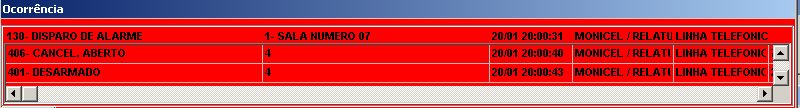 Ocorrência
130- DISPARO DE ALARME 1- SALA NUMERO 07 20/01 20:00:31 MONICEL / RELATU LINHA TELEFONIC
406- CANCEL. ABERTO 4 20/01 20:00:40 MONICEL / RELATU LINHA TELEFONIC
401- DESARMADO 4 20/01 20:00:43 MONICEL / RELATU LINHA TELEFONIC